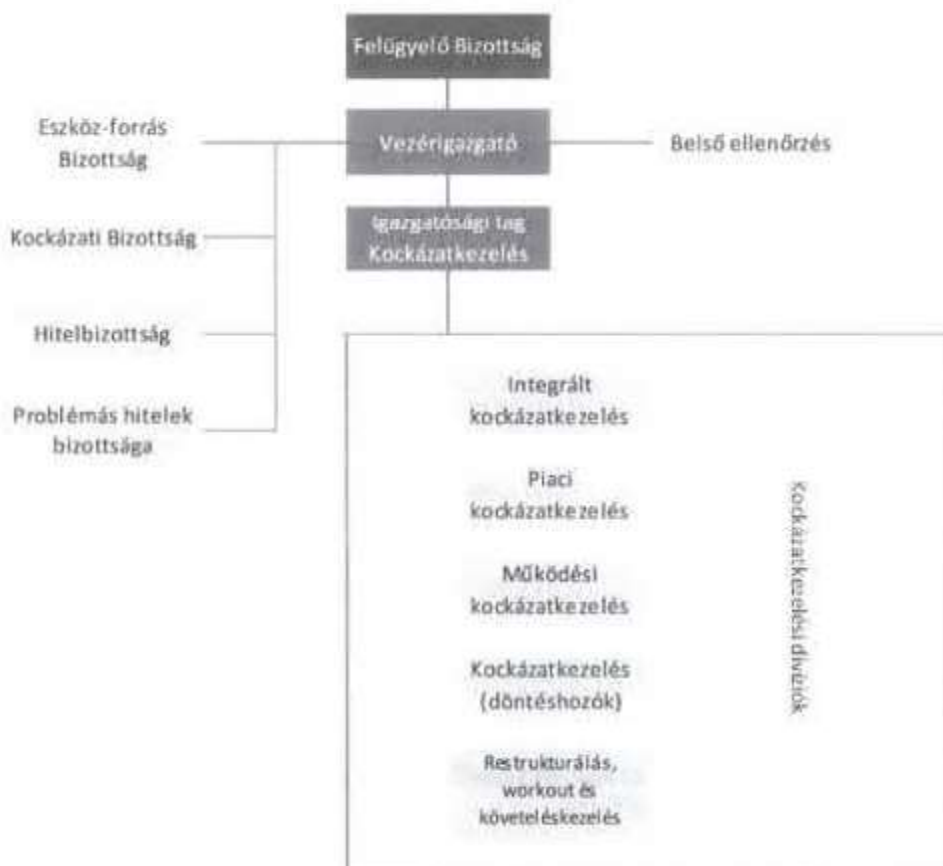 Felügyelő Bizottság
Eszköz-forrás
Bizottság
Vezérigazgató
Belső ellenőrzés
Igazgatósági tag
Kockázatkezelés
Kockázati Bizottság
Hitelbizottság
Problémás hitelek
bizottsága
Integrált
kockázatkezelés
Piaci
kockázatkezelés
Működési
kockázatkezelés
Kockázatkezelés
(döntéshozók)
Restrukturálás,
workout és
követeléskezelés
Kockázatkezelési divíziók